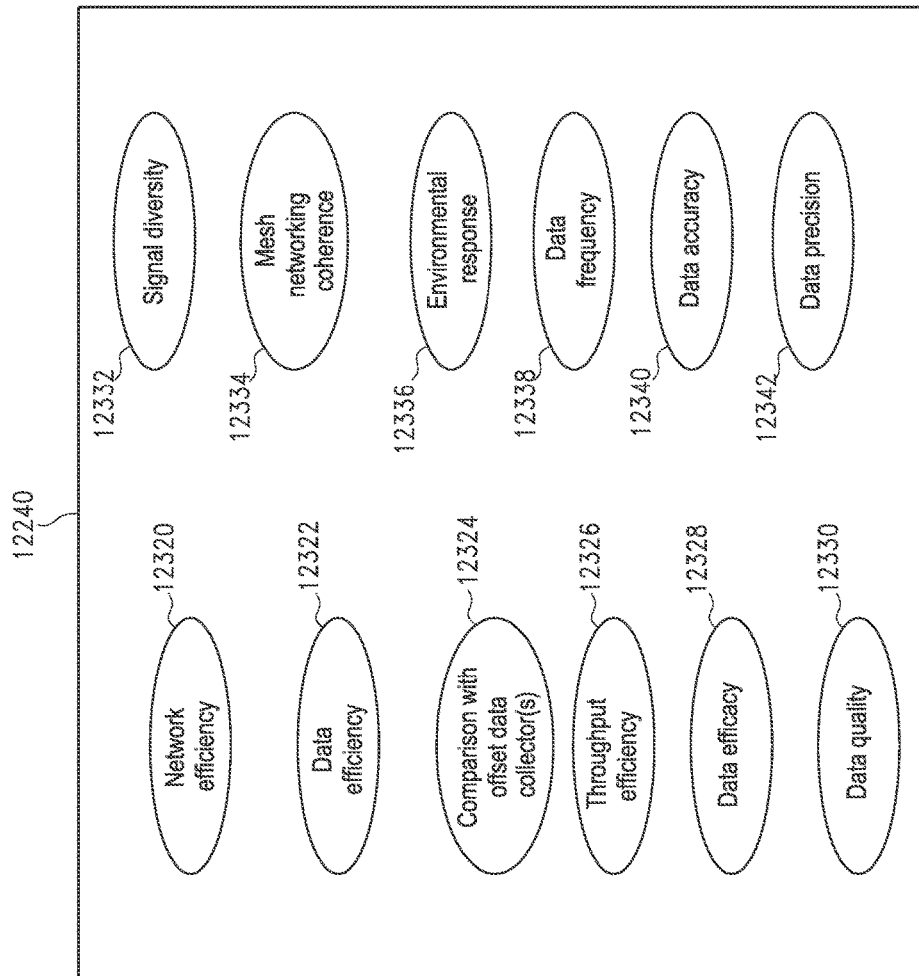 12240
12320
Network
efficiency
12322
Data
efficiency
12324
Comparison with
offset data
collector(s)
12326
Throughput
efficiency
12328
Data efficacy
12330
Data quality
12332
Signal diversity
12334
Mesh
networking
coherence
12336
Environmental
response
12338
Data
frequency
12340
Data accuracy
12342
Data precision